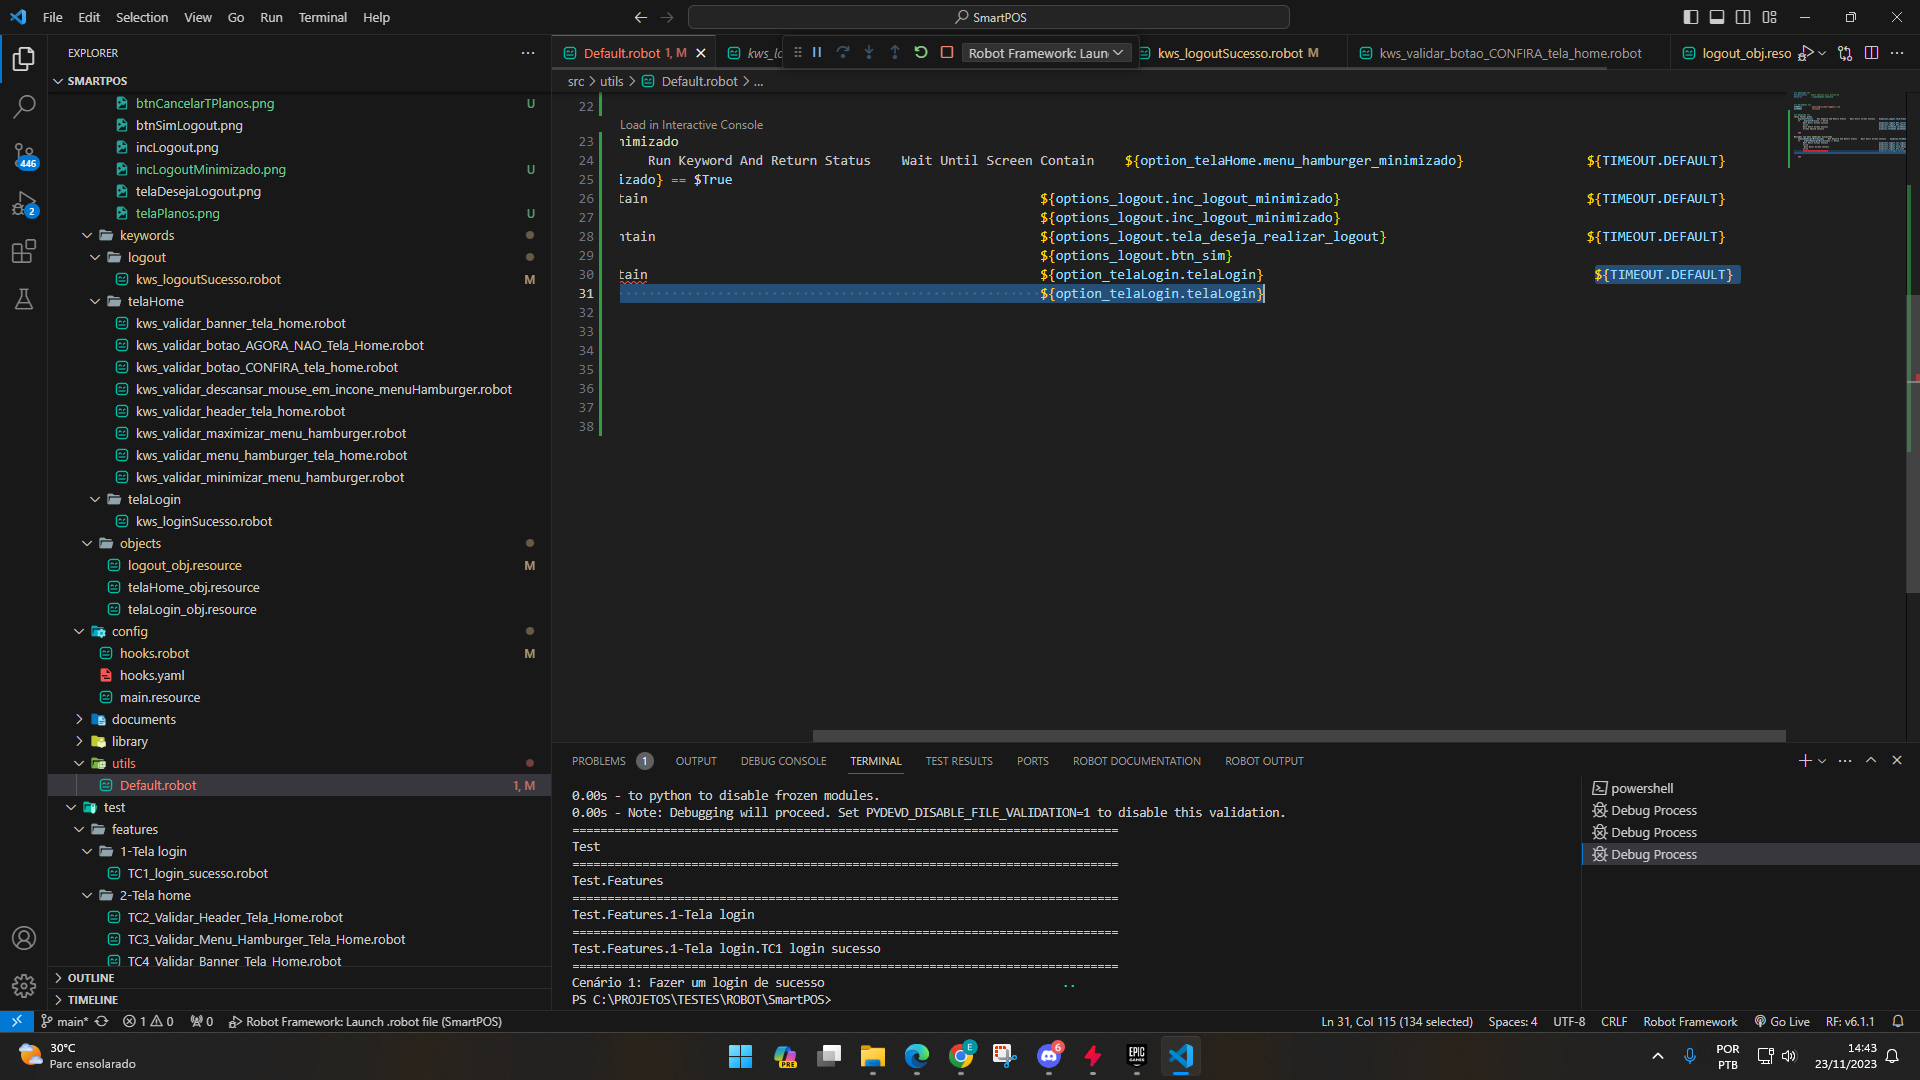 File Edit Selection View Go Run Terminal Help
SmartPOS
EXPLORER
SMARTPOS
btnCancelarTPlanos.png U
btnSimLogout.png
incLogout.png
incLogoutMinimizado.png U
telaDesejaLogout.png
telaPlanos.png U
keywords
logout
kws_logoutSucesso.robot M
telaHome
kws_validar_banner_tela_home.robot
kws_validar_botao_AGORA_NAO_Tela_Home.robot
kws_validar_botao_CONFIRA_tela_home.robot
kws_validar_descansar_mouse_em_incone_menuHamburger.robot
kws_validar_header_tela_home.robot
kws_validar_maximizar_menu_hamburger.robot
kws_validar_menu_hamburger_tela_home.robot
kws_validar_minimizar_menu_hamburger.robot
telaLogin
kws_loginSucesso.robot
objects
logout_obj.resource M
telaHome_obj.resource
telaLogin_obj.resource
config
hooks.robot M
hooks.yaml
main.resource
documents
library
utils
Default.robot 1, M
test
features
1-Tela login
TC1_login_sucesso.robot
2-Tela home
TC2_Validar_Header_Tela_Home.robot
TC3_Validar_Menu_Hamburger_Tela_Home.robot
TC4_Validar_Banner_Tela_Home.robot
OUTLINE
TIMELINE
446
2
Default.robot 1, M
kws_lo
Robot Framework: Laun
kws_logoutSucesso.robot M
kws_validar_botao_CONFIRA_tela_home.robot
logout_obj.reso
src > utils > Default.robot > ...
22
Load in Interactive Console
23 nimizado
24 Run Keyword And Return Status Wait Until Screen Contain ${option_telaHome.menu_hamburger_minimizado} ${TIMEOUT.DEFAULT}
25 izado} == $True
26 tain ${options_logout.inc_logout_minimizado} ${TIMEOUT.DEFAULT}
27 ${options_logout.inc_logout_minimizado}
28 ntain ${options_logout.tela_deseja_realizar_logout} ${TIMEOUT.DEFAULT}
29 ${options_logout.btn_sim}
30 tain ${option_telaLogin.telaLogin} ${TIMEOUT.DEFAULT}
31 ${option_telaLogin.telaLogin}
32
33
34
35
36
37
38
PROBLEMS 1 OUTPUT DEBUG CONSOLE TERMINAL TEST RESULTS PORTS ROBOT DOCUMENTATION ROBOT OUTPUT
0.00s - to python to disable frozen modules.
0.00s - Note: Debugging will proceed. Set PYDEVD_DISABLE_FILE_VALIDATION=1 to disable this validation.
==============================================================================
Test
==============================================================================
Test.Features
==============================================================================
Test.Features.1-Tela login
==============================================================================
Test.Features.1-Tela login.TC1 login sucesso
==============================================================================
Cenário 1: Fazer um login de sucesso ..
PS C:\PROJETOS\TESTES\ROBOT\SmartPOS>
powershell
Debug Process
Debug Process
Debug Process
main* 1 0 0 Robot Framework: Launch .robot file (SmartPOS)
Ln 31, Col 115 (134 selected) Spaces: 4 UTF-8 CRLF Robot Framework Go Live RF: v6.1.1
30°C
Parc ensolarado
PRE
E
6
EPIC GAMES
POR
PTB
14:43
23/11/2023